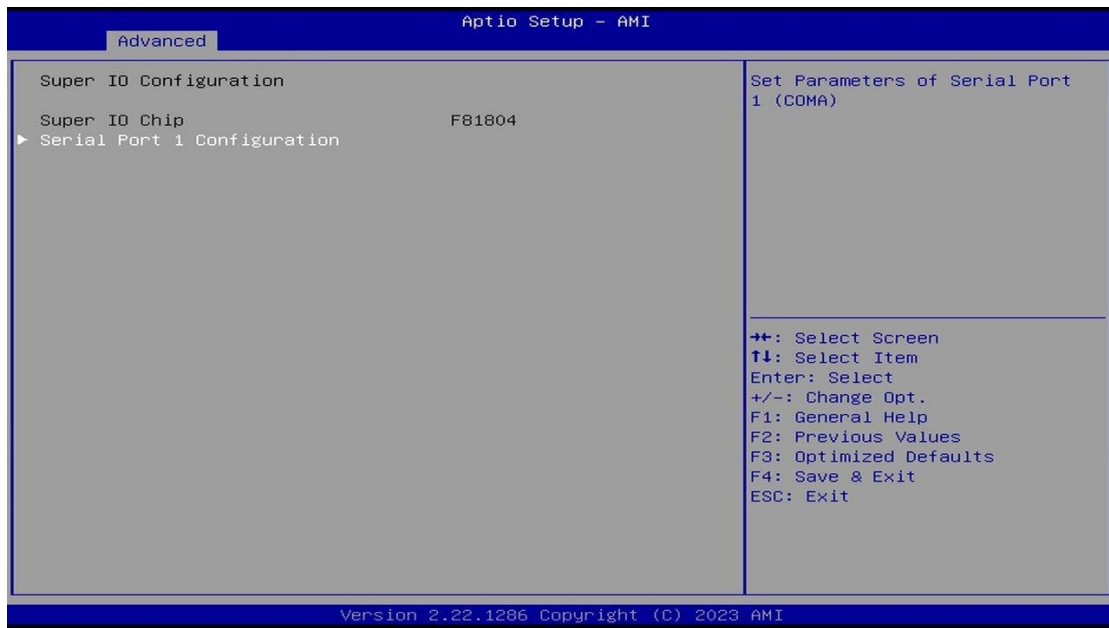 Aptio Setup - AMI
Advanced
Super IO Configuration
Super IO Chip F81804
► Serial Port 1 Configuration
Set Parameters of Serial Port
1 (COMA)
→←: Select Screen
↑↓: Select Item
Enter: Select
+/-: Change Opt.
F1: General Help
F2: Previous Values
F3: Optimized Defaults
F4: Save & Exit
ESC: Exit
Version 2.22.1286 Copyright (C) 2023 AMI